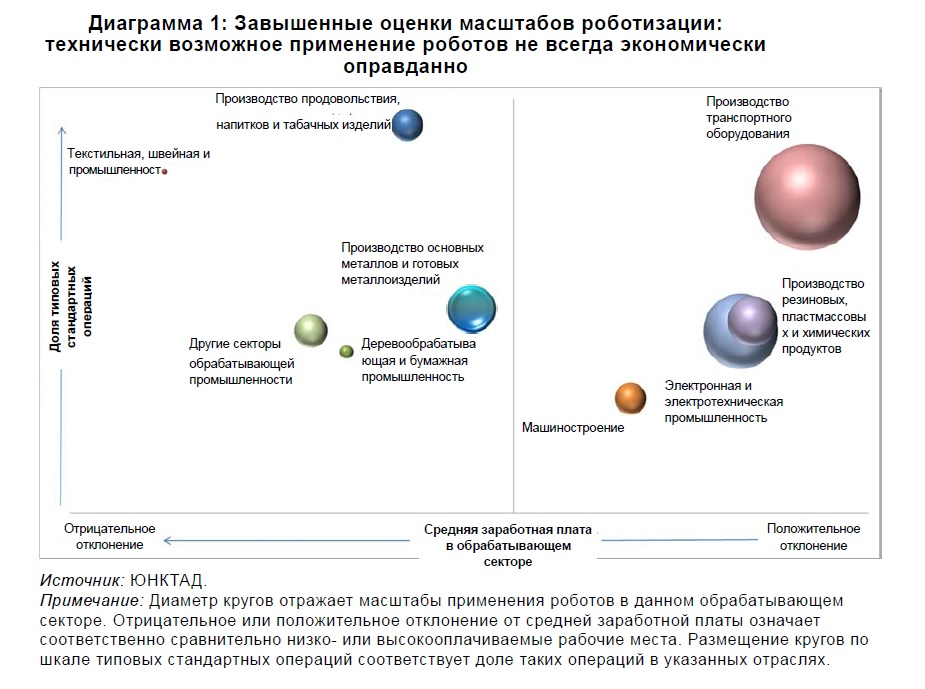 Диаграмма 1: Завышенные оценки масштабов роботизации:
технически возможное применение роботов не всегда экономически
оправданно
Производство продовольствия,
напитков и табачных изделий
Производство
транспортного
оборудования
Текстильная, швейная и
промышленност
Производство основных
металлов и готовых
металлоизделий
Доля типовых
стандартных
операций
Производство
резиновых,
пластмассовы
х и химических
продуктов
Другие секторы
обрабатывающей
промышленности
Деревообрабатыва
ющая и бумажная
промышленность
Электронная и
электротехническая
промышленность
Машиностроение
Отрицательное
отклонение
Средняя заработная плата
в обрабатывающем
секторе
Положительное
отклонение
Источник: ЮНКТАД.
Примечание: Диаметр кругов отражает масштабы применения роботов в данном обрабатывающем
секторе. Отрицательное или положительное отклонение от средней заработной платы означает
соответственно сравнительно низко- или высокооплачиваемые рабочие места. Размещение кругов по
шкале типовых стандартных операций соответствует доле таких операций в указанных отраслях.